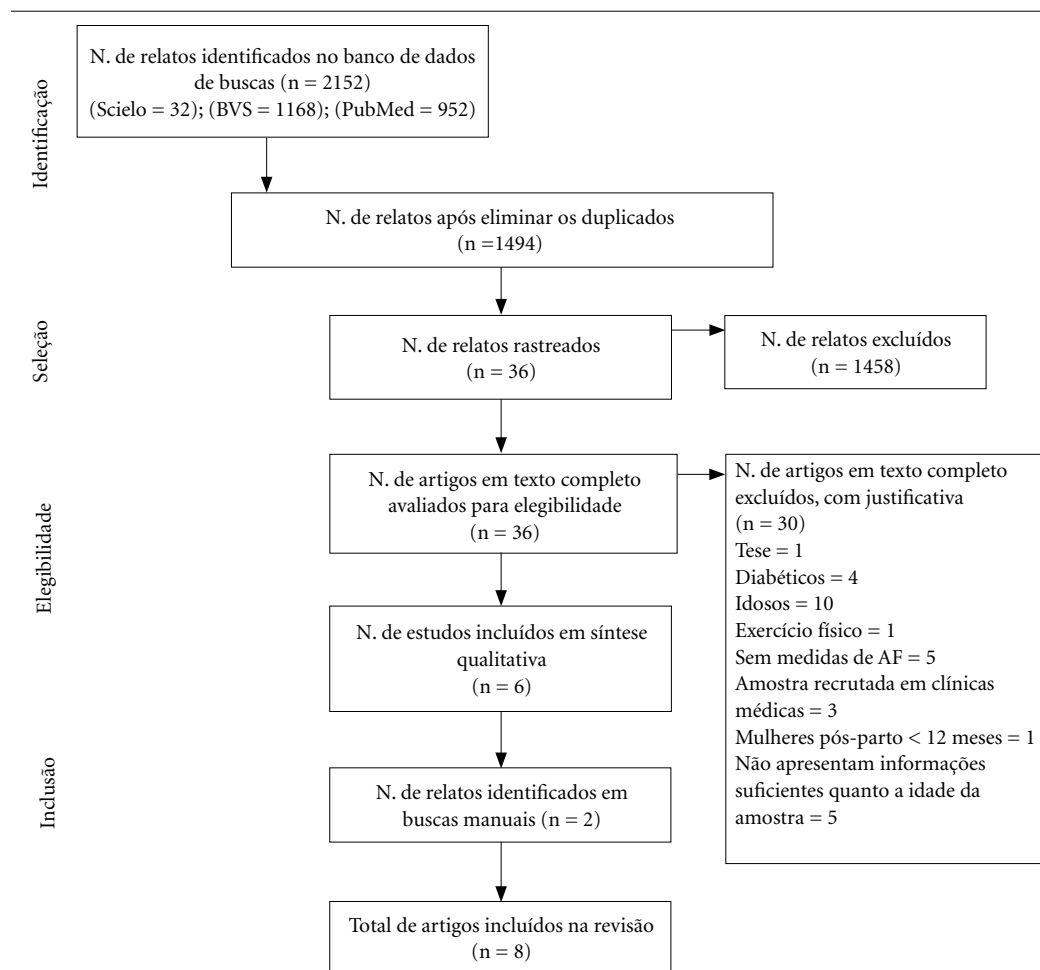 Identificação
N. de relatos identificados no banco de dados
de buscas (n = 2152)
(Scielo = 32); (BVS = 1168); (PubMed = 952)
N. de relatos após eliminar os duplicados
(n =1494)
Seleção
N. de relatos rastreados
(n = 36)
N. de relatos excluídos
(n = 1458)
Elegibilidade
N. de artigos em texto completo
avaliados para elegibilidade
(n = 36)
N. de artigos em texto completo
excluídos, com justificativa
(n = 30)
Tese = 1
Diabéticos = 4
Idosos = 10
Exercício físico = 1
Sem medidas de AF = 5
Amostra recrutada em clínicas
médicas = 3
Mulheres pós-parto < 12 meses = 1
Não apresentam informações
suficientes quanto a idade da
amostra = 5
N. de estudos incluídos em síntese
qualitativa
(n = 6)
Inclusão
N. de relatos identificados em
buscas manuais (n = 2)
Total de artigos incluídos na revisão
(n = 8)